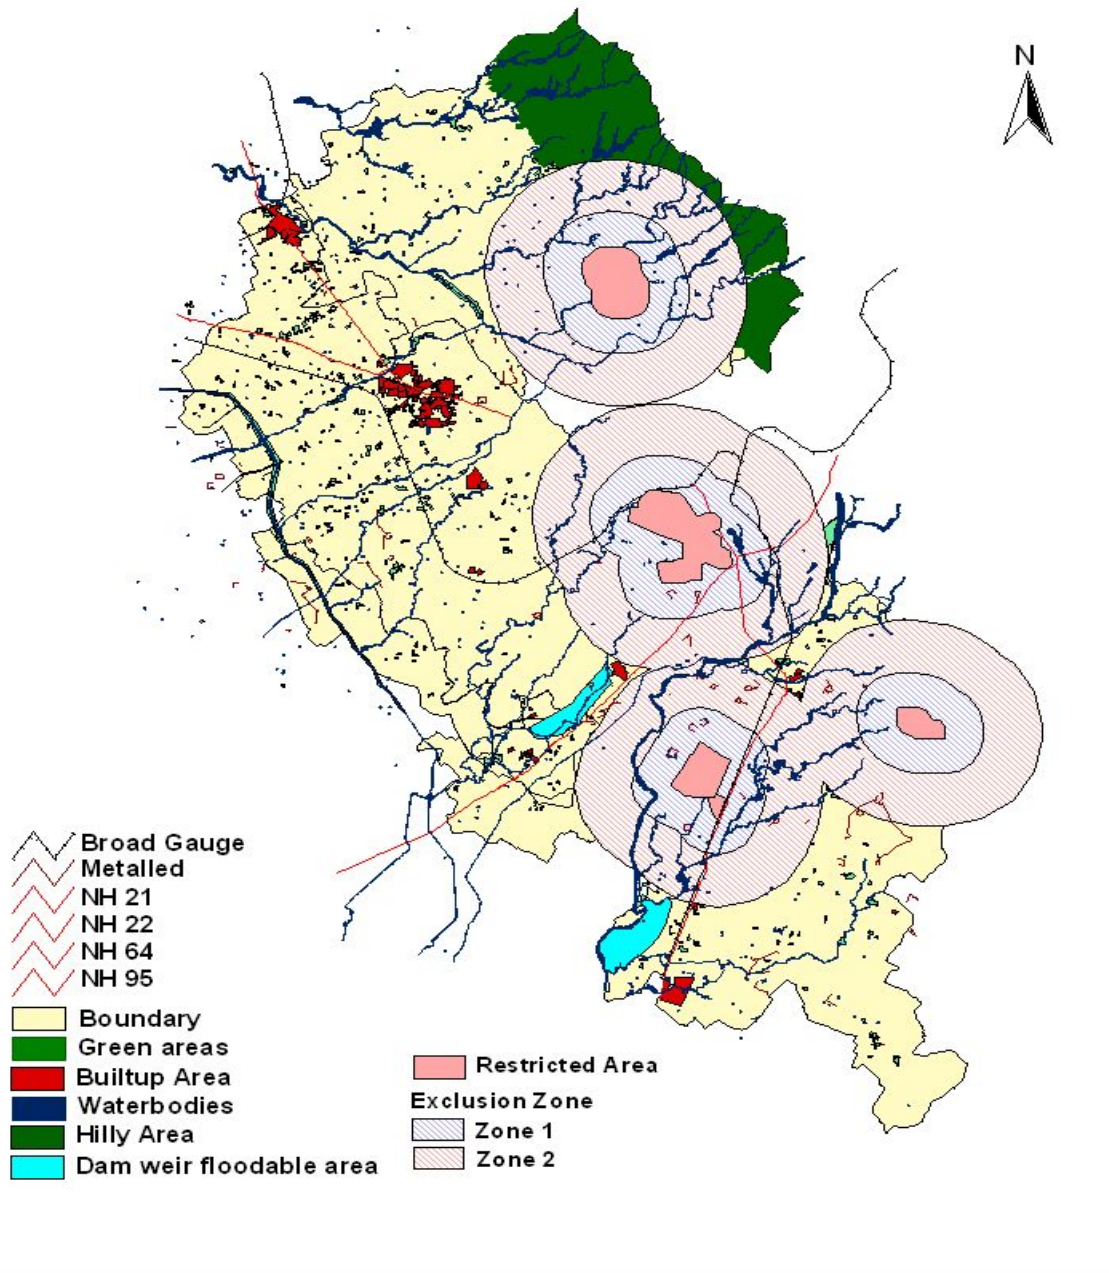 N
Broad Gauge
Metalled
NH 21
NH 22
NH 64
NH 95
Boundary
Green areas
Builtup Area
Waterbodies
Hilly Area
Dam weir floodable area
Restricted Area
Exclusion Zone
Zone 1
Zone 2